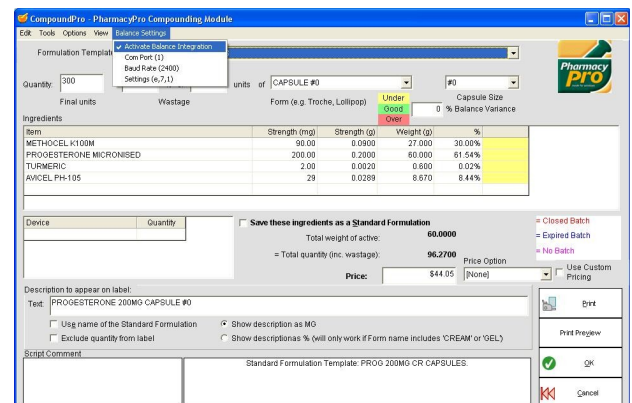 CompoundPro - PharmacyPro Compounding Module
Edit Tools Options View Balance Settings
Activate Balance Integration
Com Port (1)
Baud Rate (2400)
Settings (e,7,1)
Formulation Template
Pharmacy
pro
Quantity: 300 units of CAPSULE #0 #0
Final units Wastage Form (e.g. Troche, Lollipop) Capsule Size
Under
Good 0 % Balance Variance
Over
Ingredients
Item Strength (mg) Strength (g) Weight (g) %
METHOCEL K100M 90.00 0.0900 27.000 30.00%
PROGESTERONE MICRONISED 200.00 0.2000 60.000 61.54%
TURMERIC 2.00 0.0020 0.600 0.02%
AVICEL PH-105 29 0.0289 8.670 8.44%
Device Quantity
Save these ingredients as a Standard Formulation
Total weight of active: 60.0000
= Total quantity (inc. wastage): 96.2700
Price Option
Price: $44.05 [None]
= Closed Batch
= Expired Batch
= No Batch
Use Custom Pricing
Description to appear on label:
Text: PROGESTERONE 200MG CAPSULE #0
Use name of the Standard Formulation
Exclude quantity from label
Show description as MG
Show descriptionas % (will only work if Form name includes 'CREAM' or 'GEL')
Script Comment
Standard Formulation Template: PROG 200MG CR CAPSULES.
Print
Print Preview
OK
Cancel